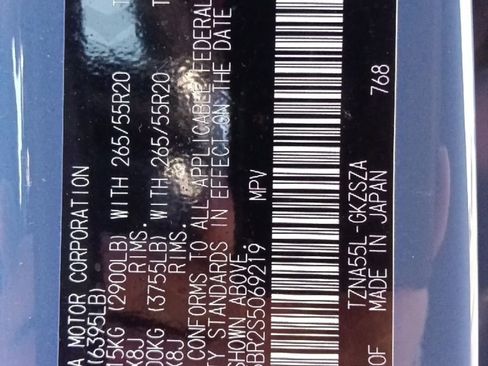 A MOTOR CORPORATION
(6395LB)
15KG (2900LB) WITH 265/55R20 T
X8J RIMS.
00KG (3755LB) WITH 265/55R20 T
X8J RIMS.
CONFORMS TO ALL APPLICABLE FEDERAL
TY STANDARDS IN EFFECT ON THE DATE
SHOWN ABOVE.
BR2S5069219 MPV
TZNA55L-GKZSZA
OF MADE IN JAPAN 768